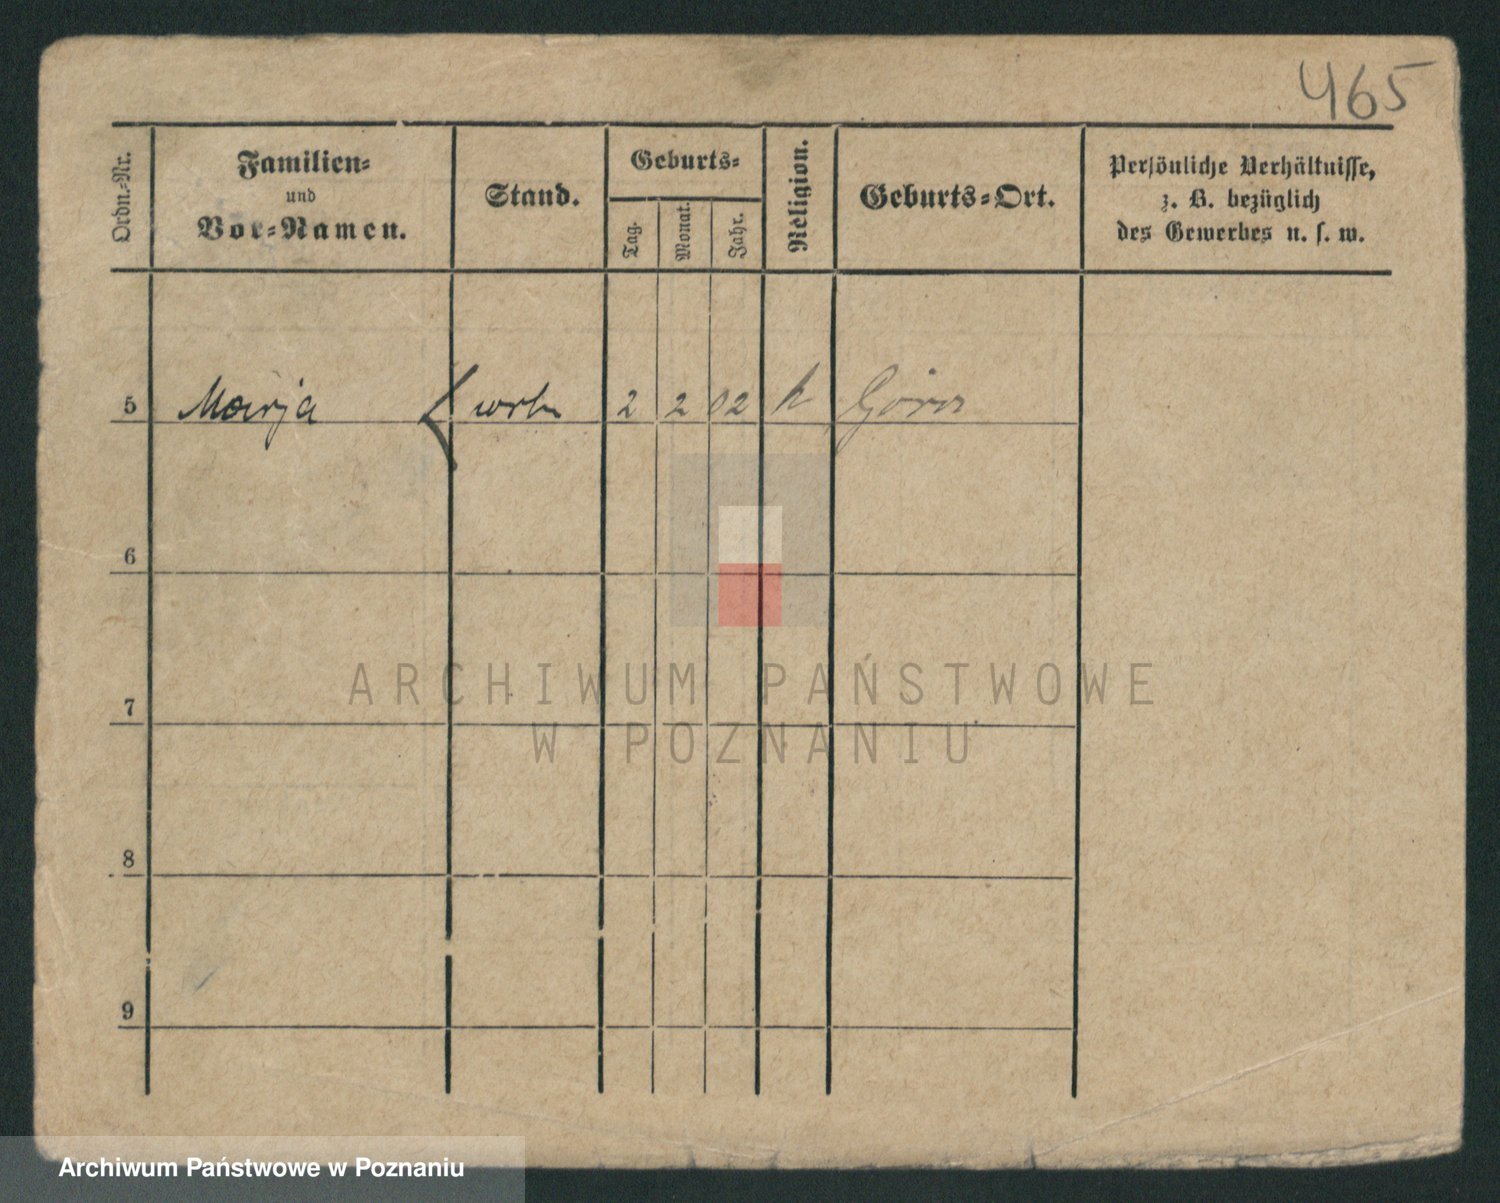 465
Ordn.-Nr.
Familien-
und
Vor-Namen.
Stand.
Geburts-
Tag.
Monat.
Jahr.
Religion.
Geburts-Ort.
Persönliche Verhältnisse,
z. B. bezüglich
des Gewerbes u. s. w.
5 Marja 2 2 02 k Góra
6
7
8
9
ARCHIWUM PAŃSTWOWE
W POZNANIU
Archiwum Państwowe w Poznaniu